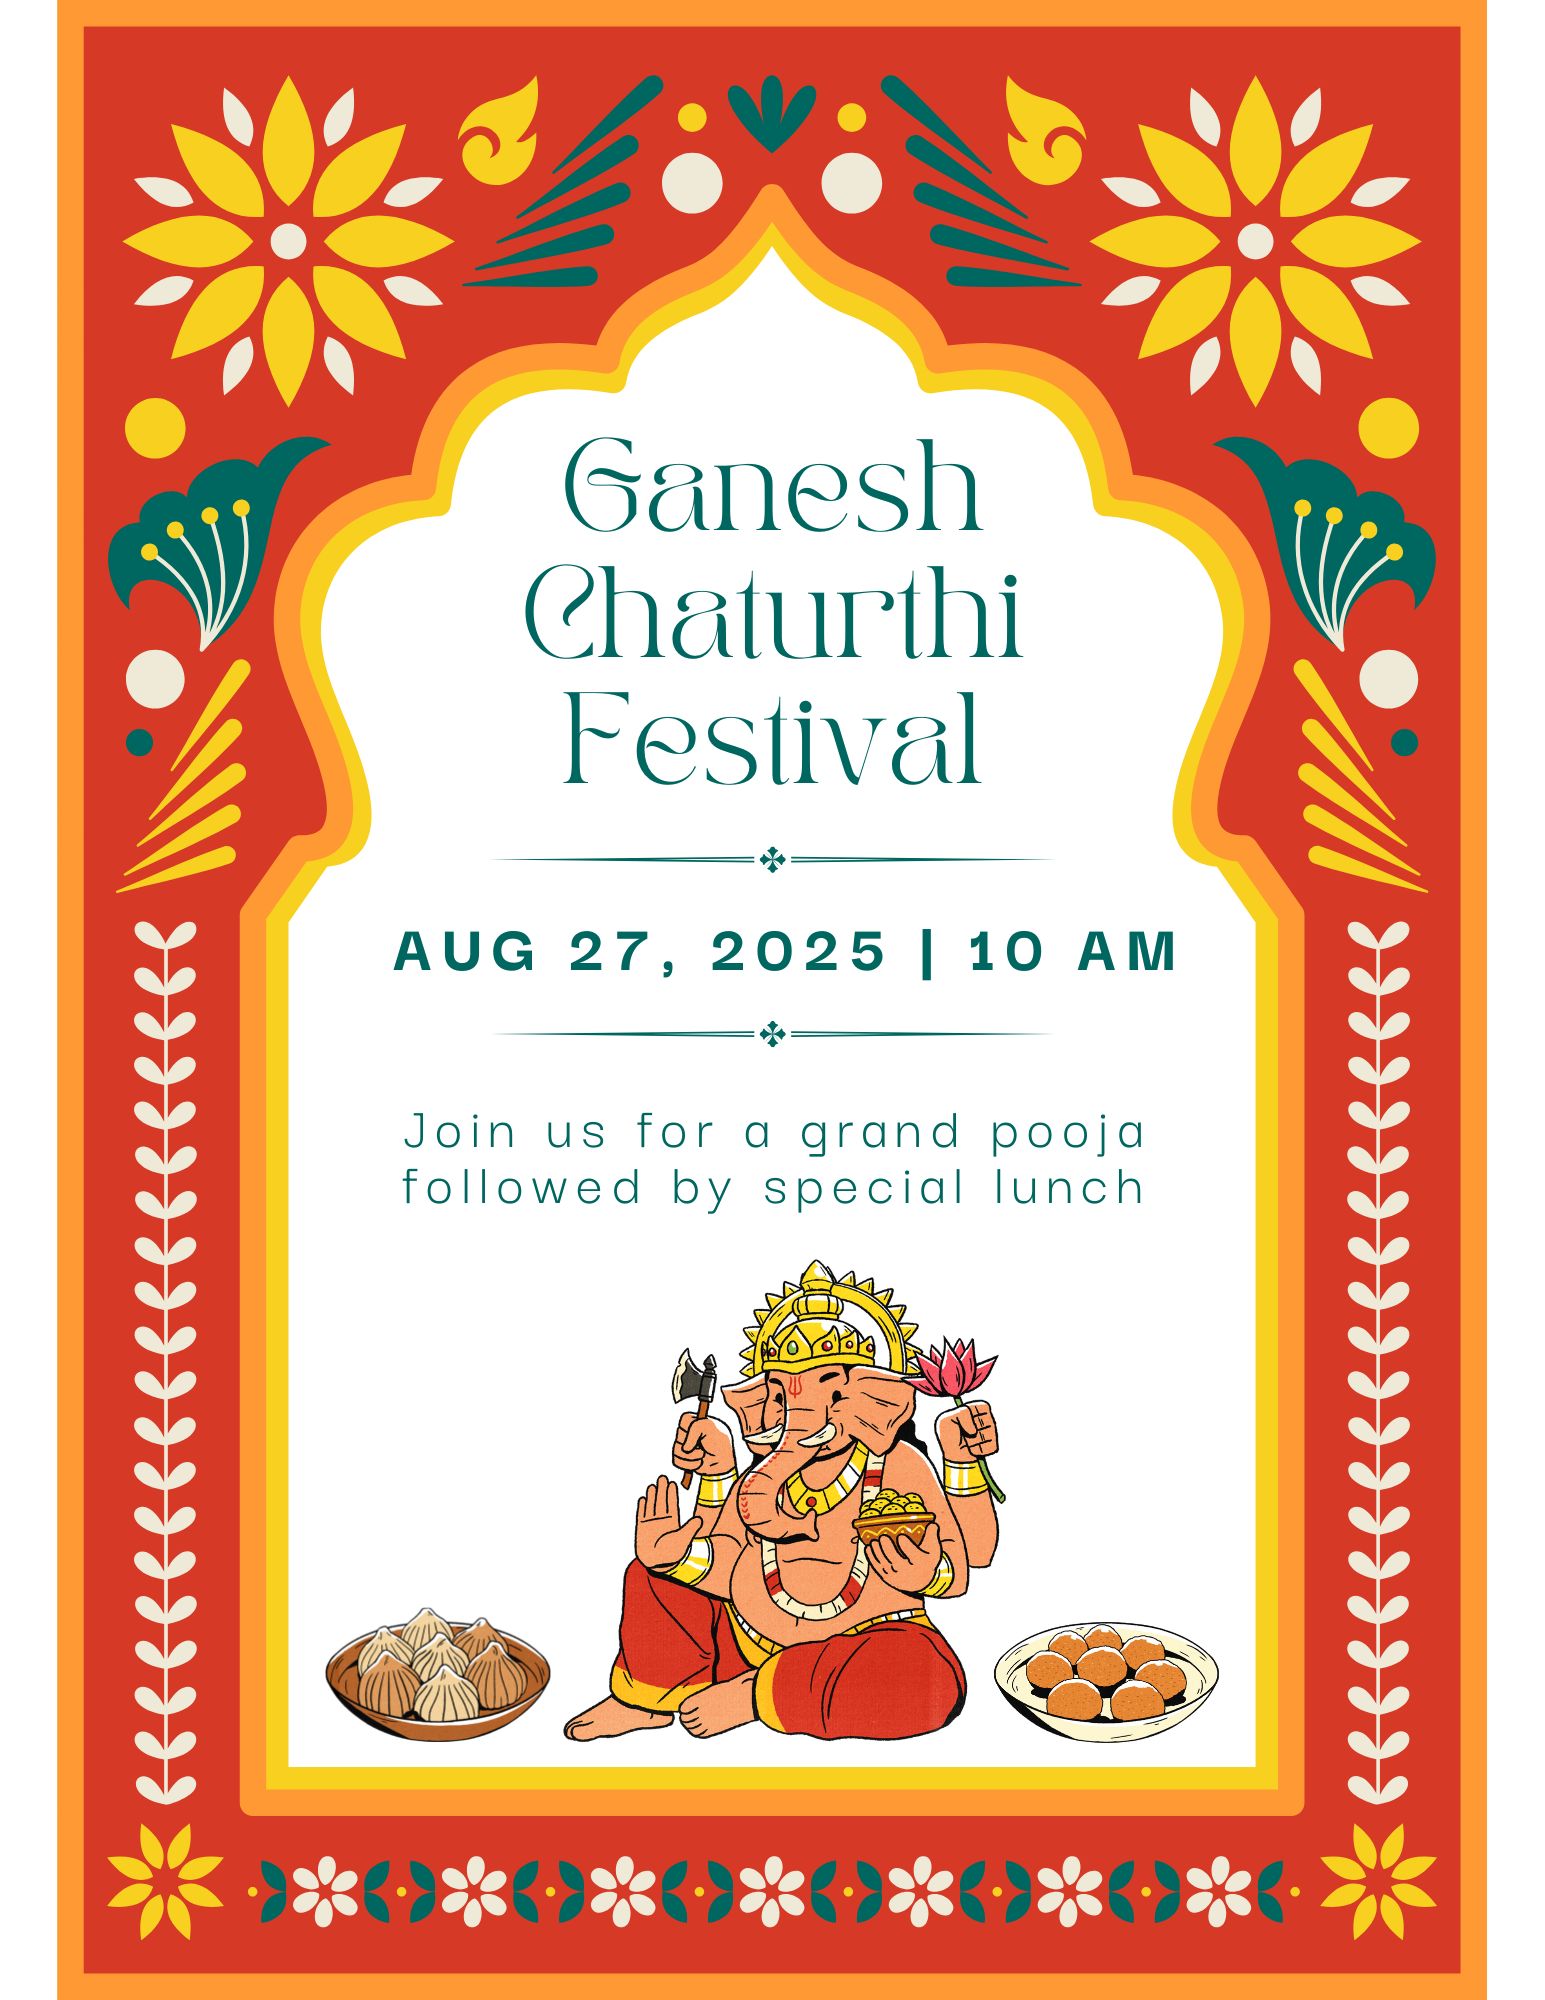 Ganesh
Chaturthi
Festival
AUG 27, 2025 | 10 AM
Join us for a grand pooja
followed by special lunch